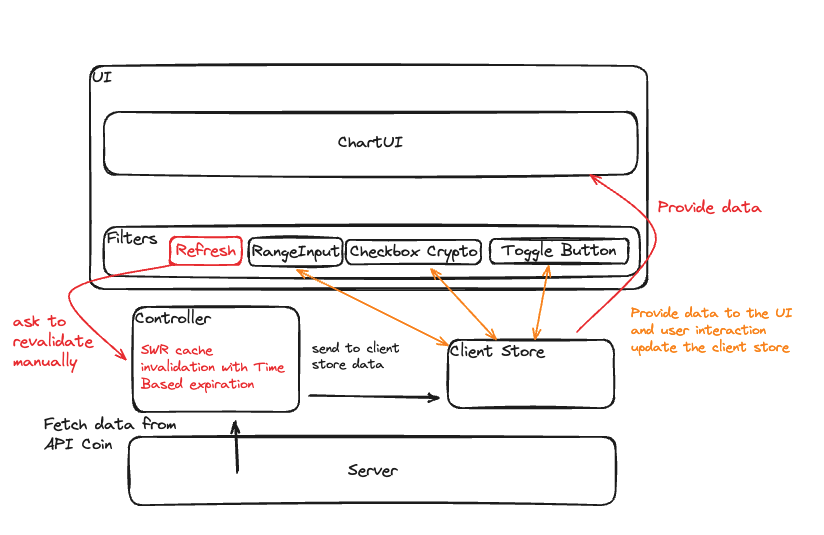 UI
ChartUI
Provide data
Filters
Refresh
RangeInput
Checkbox Crypto
Toggle Button
Controller
ask to
revalidate
manually
SWR cache
invalidation with Time
Based expiration
send to client
store data
Client Store
Provide data to the UI
and user interaction
update the client store
Fetch data from
API Coin
Server